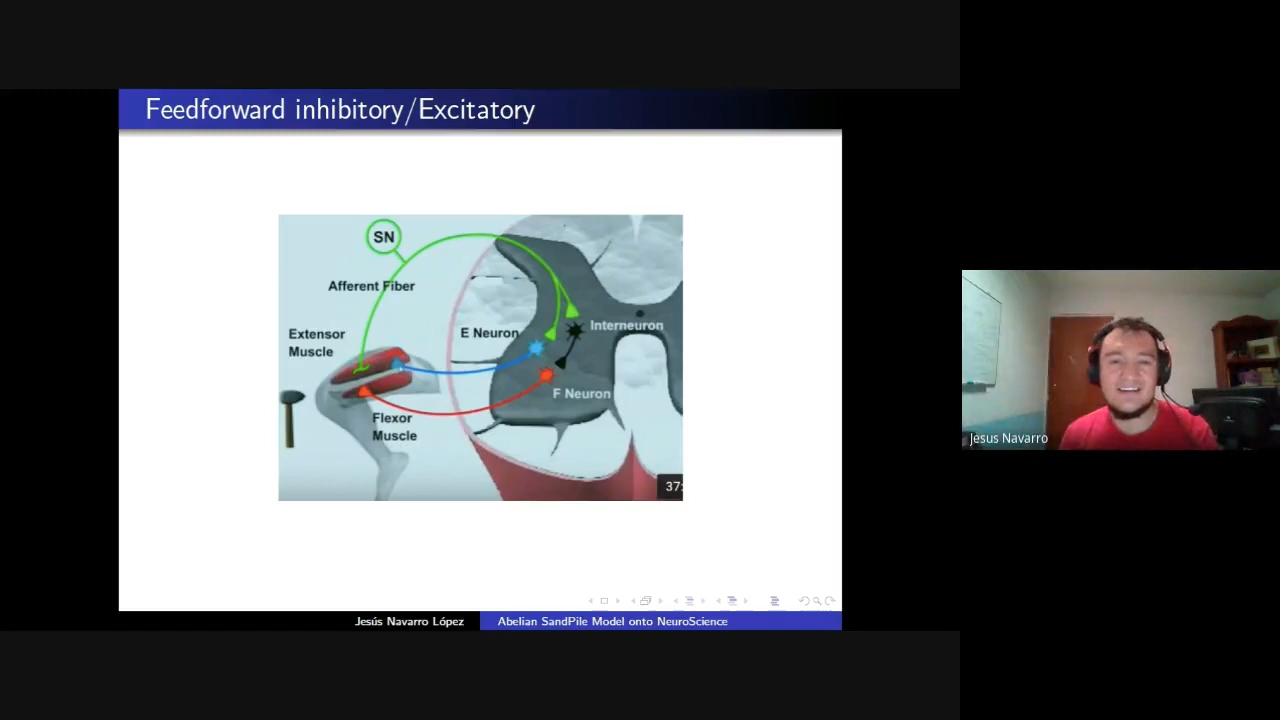 Feedforward inhibitory/Excitatory
SN
Afferent Fiber
Extensor
Muscle
E Neuron
Interneuron
F Neuron
Flexor
Muscle
37:
Jesus Navarro
Jesús Navarro López
Abelian SandPile Model onto NeuroScience